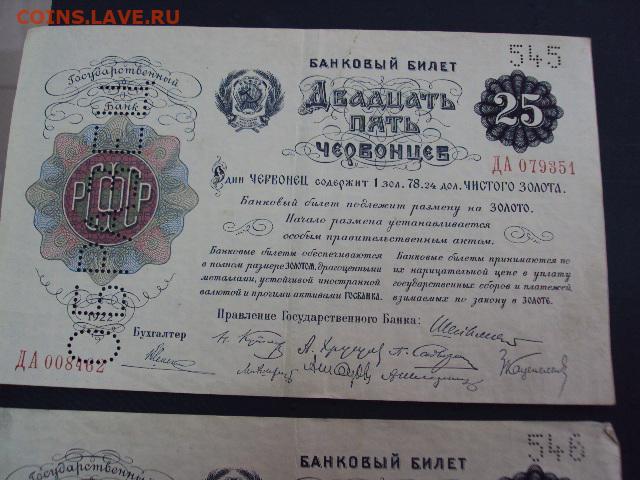 COINS.ЛАVE.RU
Государственный
Банк
БАНКОВЫЙ БИЛЕТ
545
ДВАДЦАТЬ
ПЯТЬ
ЧЕРВОНЦЕВ
25
ДА 079351
РСФСР
Один ЧЕРВОНЕЦ содержит 1 зол. 78.24 дол. ЧИСТОГО ЗОЛОТА.
Банковый билет подлежит размену на ЗОЛОТО.
Начало размена устанавливается
особым правительственным актом.
Банковые билеты обеспечиваются
в полном размере ЗОЛОТОМ, драгоценными
металлами, устойчивой иностранной
валютой и прочими активами ГОСБАНКА.
Банковые билеты принимаются по
их нарицательной цене в уплату
государственных сборов и платежей,
взимаемых по закону в ЗОЛОТЕ.
1922
Правление Государственного Банка:
Бухгалтер
ДА 008462
Государственный
БАНКОВЫЙ БИЛЕТ
546